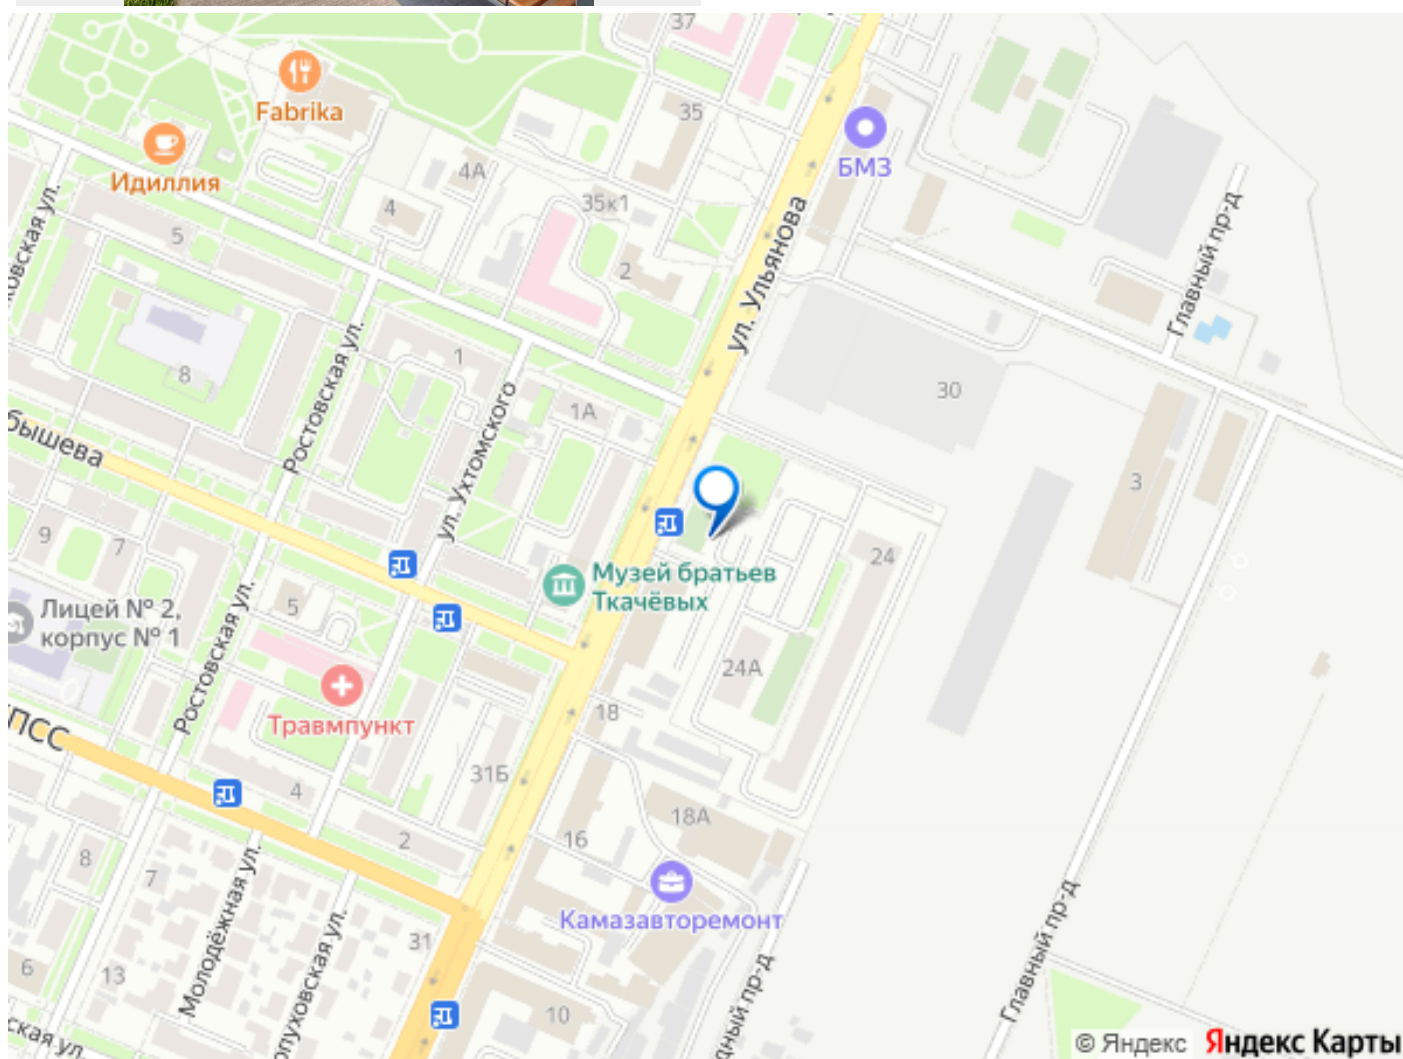 37
Fabrika
35
БМЗ
Идиллия
4А
4
35к1
5
2
ул. Ульянова
Главный пр-д
Ростовская ул.
1
8
30
1А
ул. Ухтомского
3
9
7
24
Музей братьев
Ткачёвых
Лицей № 2,
корпус № 1
5
Ростовская ул.
24А
Травмпункт
18
31Б
4
18А
16
2
8
7
Камазавторемонт
Молодёжная ул.
31
Главный пр-д
6
13
10
© Яндекс Яндекс Карты